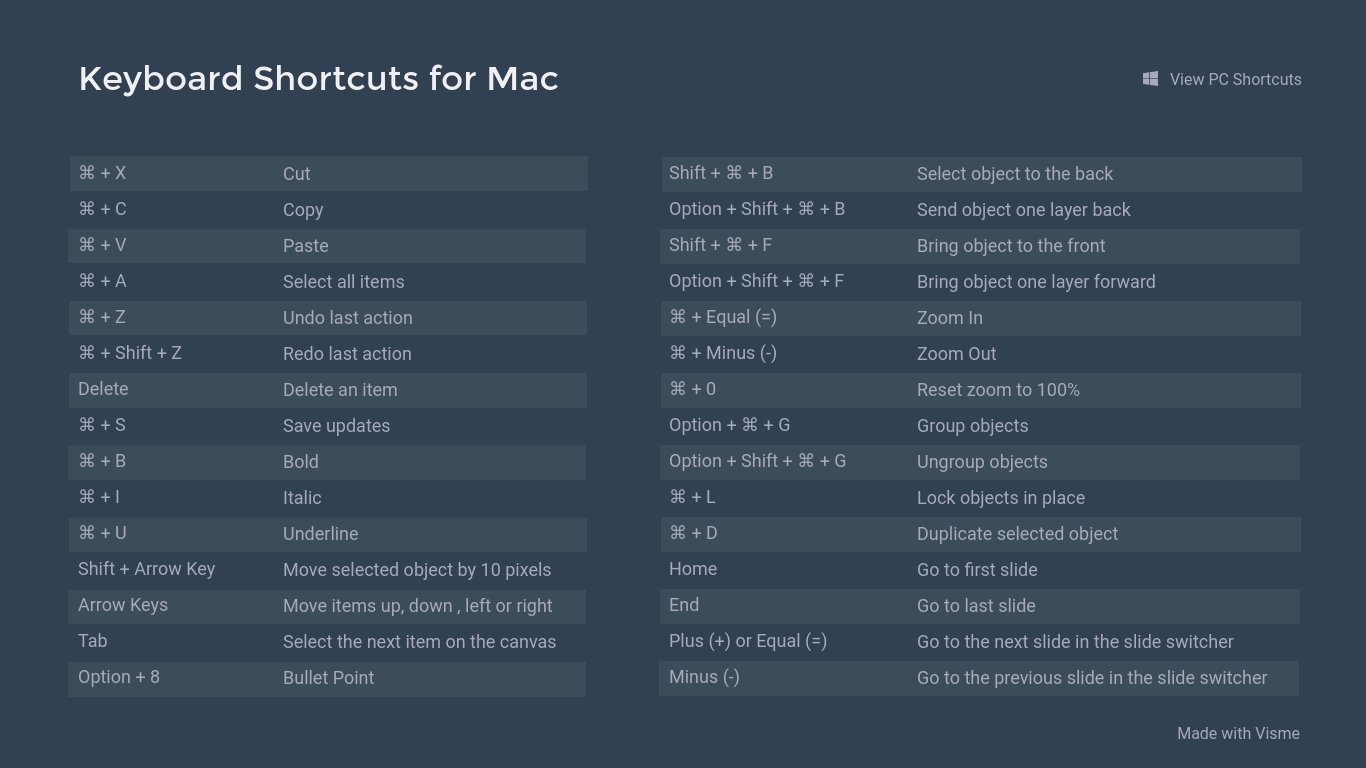 Keyboard Shortcuts for Mac
View PC Shortcuts
⌘ + X Cut
⌘ + C Copy
⌘ + V Paste
⌘ + A Select all items
⌘ + Z Undo last action
⌘ + Shift + Z Redo last action
Delete Delete an item
⌘ + S Save updates
⌘ + B Bold
⌘ + I Italic
⌘ + U Underline
Shift + Arrow Key Move selected object by 10 pixels
Arrow Keys Move items up, down , left or right
Tab Select the next item on the canvas
Option + 8 Bullet Point
Shift + ⌘ + B Select object to the back
Option + Shift + ⌘ + B Send object one layer back
Shift + ⌘ + F Bring object to the front
Option + Shift + ⌘ + F Bring object one layer forward
⌘ + Equal (=) Zoom In
⌘ + Minus (-) Zoom Out
⌘ + 0 Reset zoom to 100%
Option + ⌘ + G Group objects
Option + Shift + ⌘ + G Ungroup objects
⌘ + L Lock objects in place
⌘ + D Duplicate selected object
Home Go to first slide
End Go to last slide
Plus (+) or Equal (=) Go to the next slide in the slide switcher
Minus (-) Go to the previous slide in the slide switcher
Made with Visme